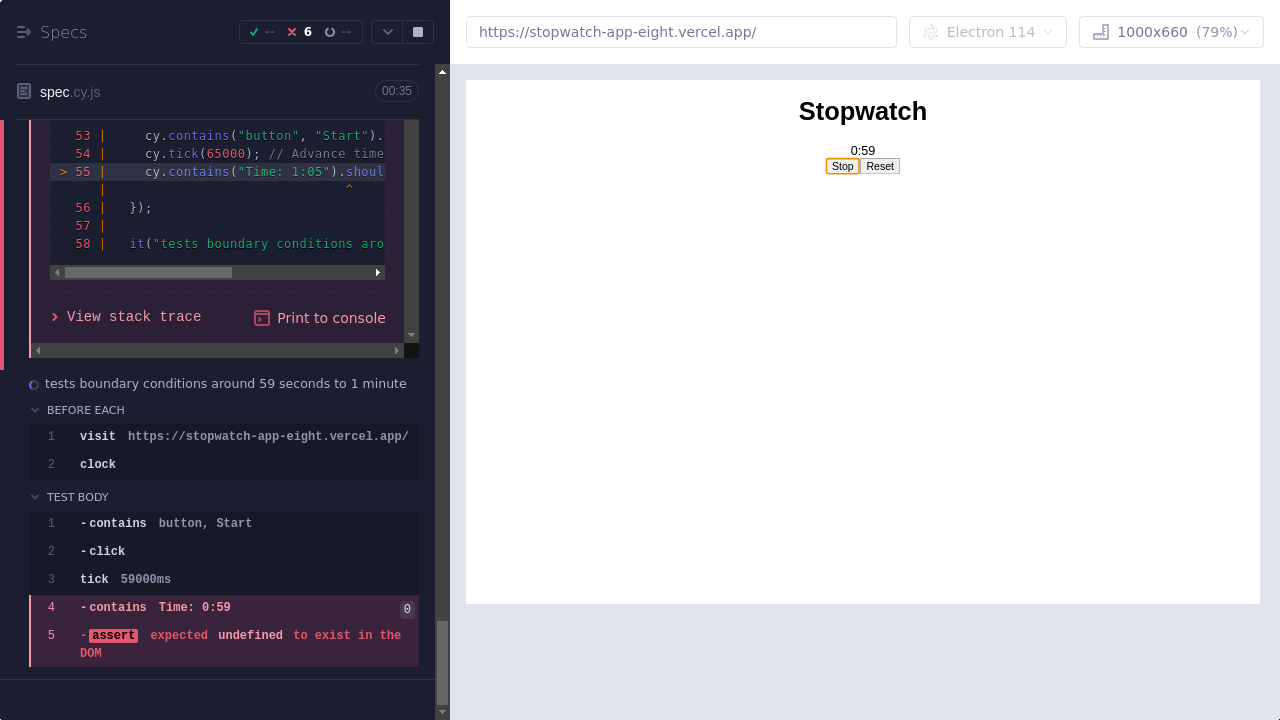 Specs
--
6
--
spec.cy.js
00:35
53 |     cy.contains("button", "Start").
54 |     cy.tick(65000); // Advance time
> 55 |     cy.contains("Time: 1:05").shoul
|                               ^
56 |   });
57 |
58 |   it("tests boundary conditions aro
View stack trace
Print to console
tests boundary conditions around 59 seconds to 1 minute
BEFORE EACH
1 visit https://stopwatch-app-eight.vercel.app/
2 clock
TEST BODY
1 -contains button, Start
2 -click
3 tick 59000ms
4 -contains Time: 0:59 0
5 -assert expected undefined to exist in the
DOM
https://stopwatch-app-eight.vercel.app/
Electron 114
1000x660 (79%)
Stopwatch
0:59
Stop Reset